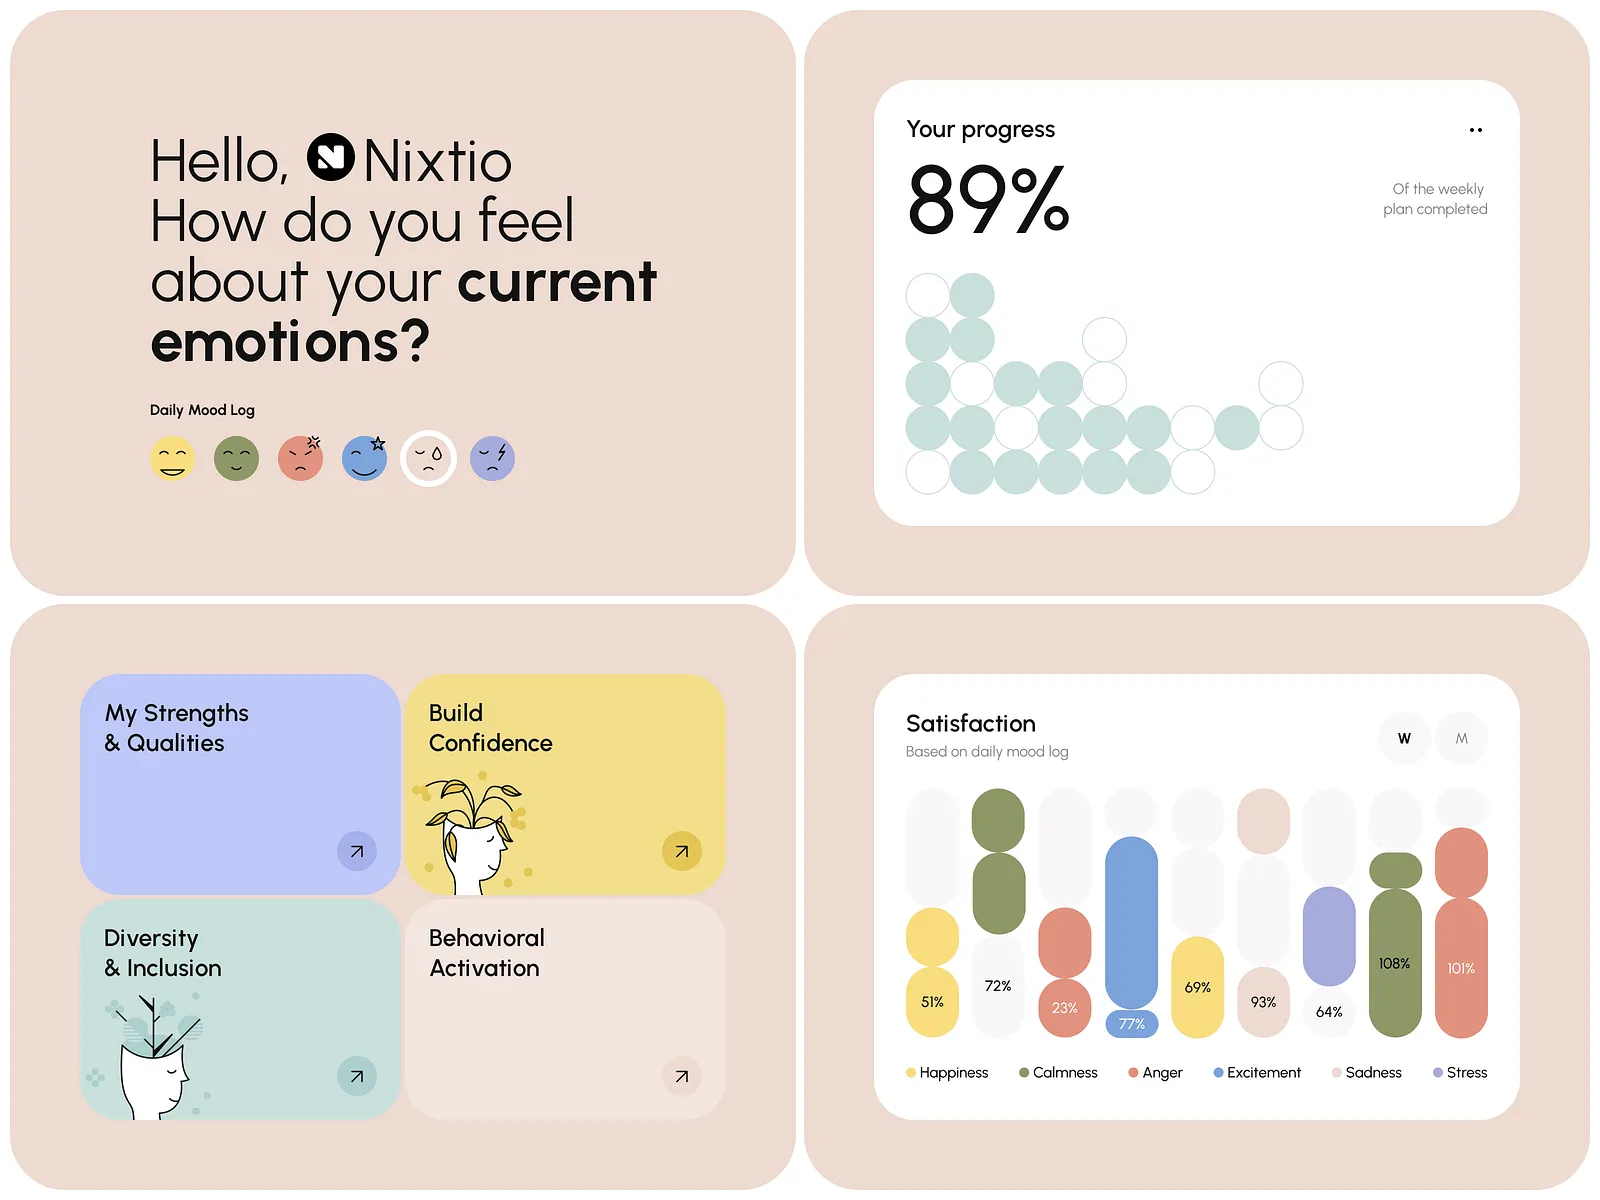 Hello, Nixtio
How do you feel
about your current
emotions?
Daily Mood Log
Your progress
89%
Of the weekly
plan completed
My Strengths
& Qualities
Build
Confidence
Diversity
& Inclusion
Behavioral
Activation
Satisfaction
Based on daily mood log
W M
51% 72% 23% 77% 69% 93% 64% 108% 101%
Happiness Calmness Anger Excitement Sadness Stress